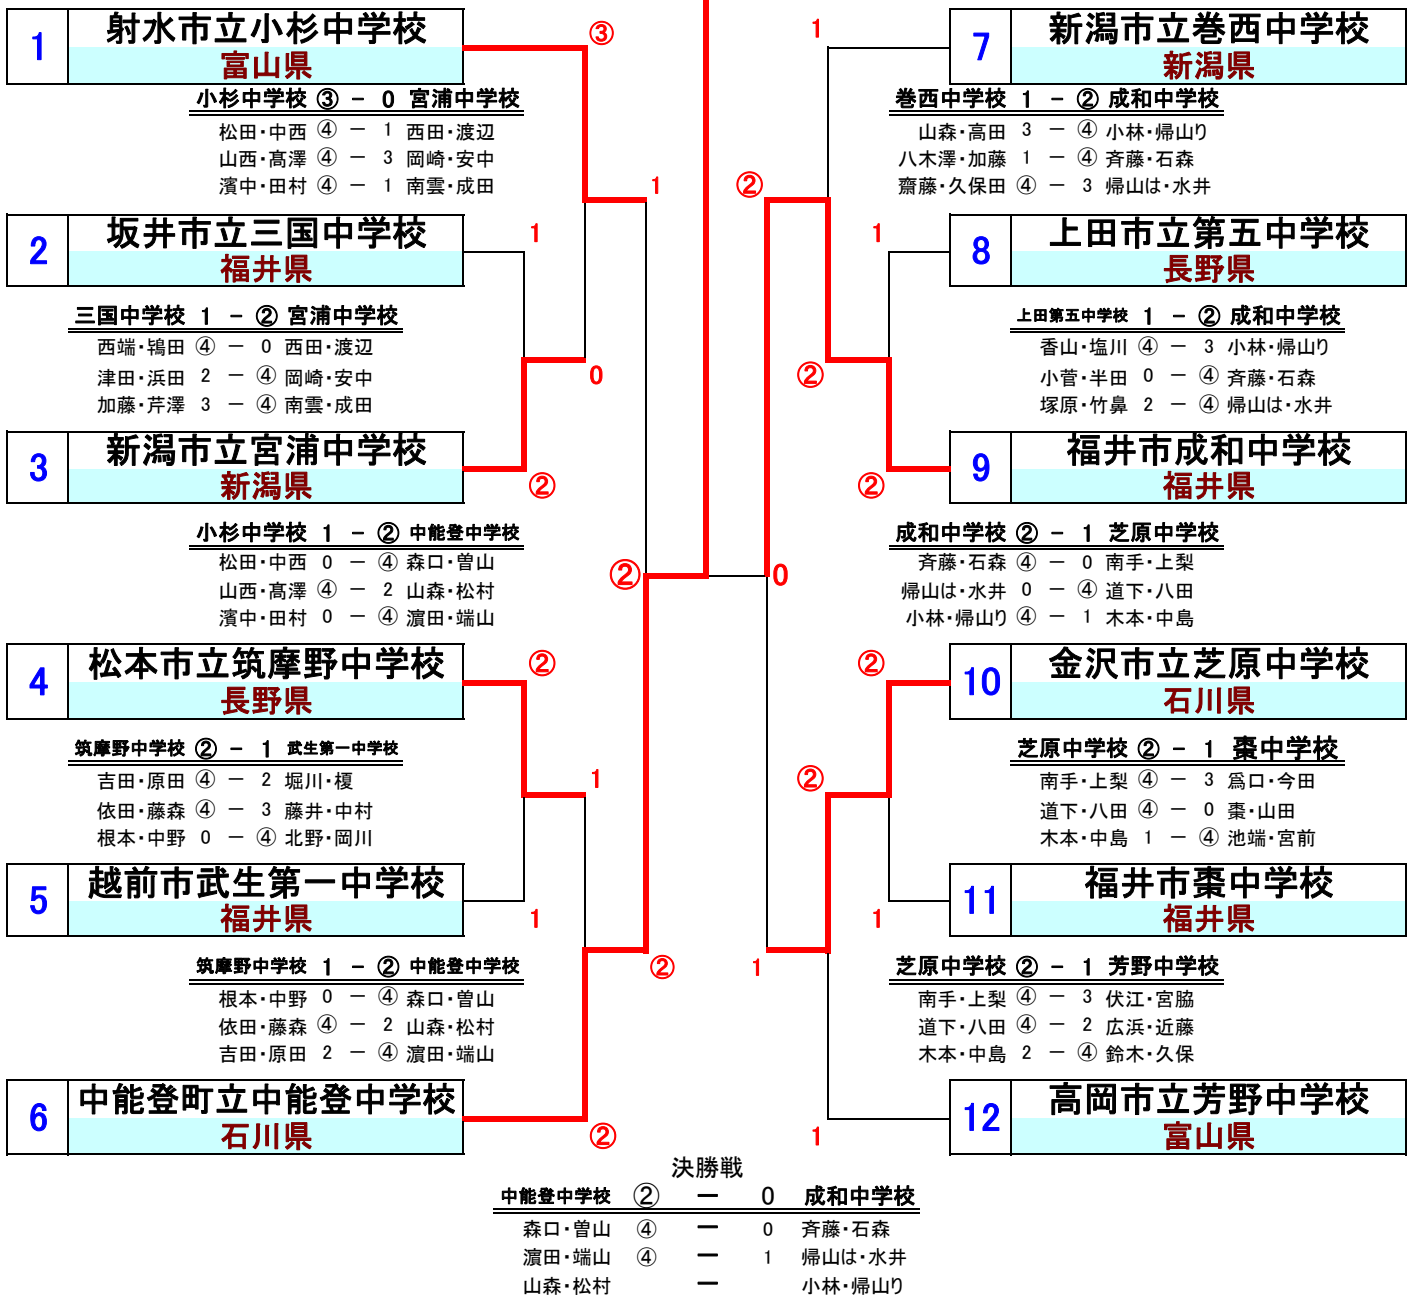 1 射水市立小杉中学校
富山県
小杉中学校 ③ － 0 宮浦中学校
松田・中西 ④ － 1 西田・渡辺
山西・髙澤 ④ － 3 岡崎・安中
濱中・田村 ④ － 1 南雲・成田
2 坂井市立三国中学校
福井県
三国中学校 1 － ② 宮浦中学校
西端・鴇田 ④ － 0 西田・渡辺
津田・浜田 2 － ④ 岡崎・安中
加藤・芹澤 3 － ④ 南雲・成田
3 新潟市立宮浦中学校
新潟県
小杉中学校 1 － ② 中能登中学校
松田・中西 0 － ④ 森口・曽山
山西・髙澤 ④ － 2 山森・松村
濱中・田村 0 － ④ 濵田・端山
4 松本市立筑摩野中学校
長野県
筑摩野中学校 ② － 1 武生第一中学校
吉田・原田 ④ － 2 堀川・榎
依田・藤森 ④ － 3 藤井・中村
根本・中野 0 － ④ 北野・岡川
5 越前市武生第一中学校
福井県
筑摩野中学校 1 － ② 中能登中学校
根本・中野 0 － ④ 森口・曽山
依田・藤森 ④ － 2 山森・松村
吉田・原田 2 － ④ 濵田・端山
6 中能登町立中能登中学校
石川県
③
1
1
0
②
②
②
1
1
②
②
1
②
1
②
②
0
②
②
1
1
1
7 新潟市立巻西中学校
新潟県
巻西中学校 1 － ② 成和中学校
山森・高田 3 － ④ 小林・帰山り
八木澤・加藤 1 － ④ 斉藤・石森
齋藤・久保田 ④ － 3 帰山は・水井
8 上田市立第五中学校
長野県
上田第五中学校 1 － ② 成和中学校
香山・塩川 ④ － 3 小林・帰山り
小菅・半田 0 － ④ 斉藤・石森
塚原・竹鼻 2 － ④ 帰山は・水井
9 福井市成和中学校
福井県
成和中学校 ② － 1 芝原中学校
斉藤・石森 ④ － 0 南手・上梨
帰山は・水井 0 － ④ 道下・八田
小林・帰山り ④ － 1 木本・中島
10 金沢市立芝原中学校
石川県
芝原中学校 ② － 1 棗中学校
南手・上梨 ④ － 3 爲口・今田
道下・八田 ④ － 0 棗・山田
木本・中島 1 － ④ 池端・宮前
11 福井市棗中学校
福井県
芝原中学校 ② － 1 芳野中学校
南手・上梨 ④ － 3 伏江・宮脇
道下・八田 ④ － 2 広浜・近藤
木本・中島 2 － ④ 鈴木・久保
12 高岡市立芳野中学校
富山県
決勝戦
中能登中学校 ② － 0 成和中学校
森口・曽山 ④ － 0 斉藤・石森
濵田・端山 ④ － 1 帰山は・水井
山森・松村 － 小林・帰山り